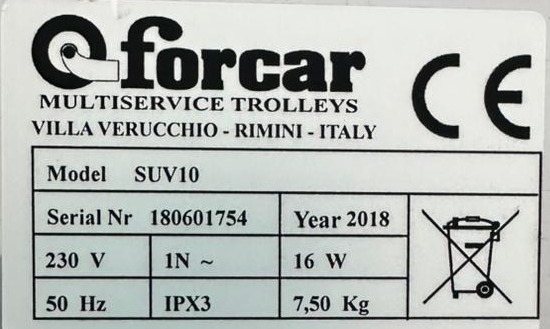 forcar
MULTISERVICE TROLLEYS
VILLA VERUCCHIO - RIMINI - ITALY
CE
Model SUV10
Serial Nr 180601754 Year 2018
230 V 1N ~ 16 W
50 Hz IPX3 7,50 Kg